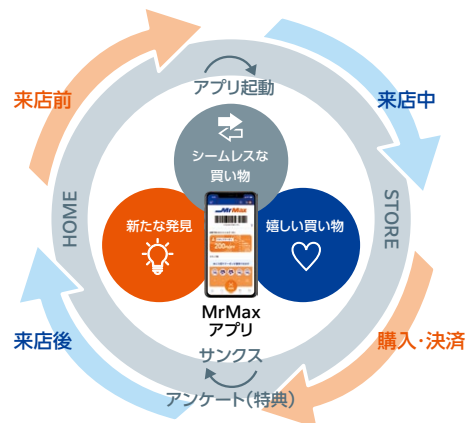 来店前
アプリ起動
来店中
シームレスな
買い物
HOME
STORE
新たな発見
嬉しい買い物
MrMax
MrMax
アプリ
来店後
購入・決済
サンクス
アンケート(特典)